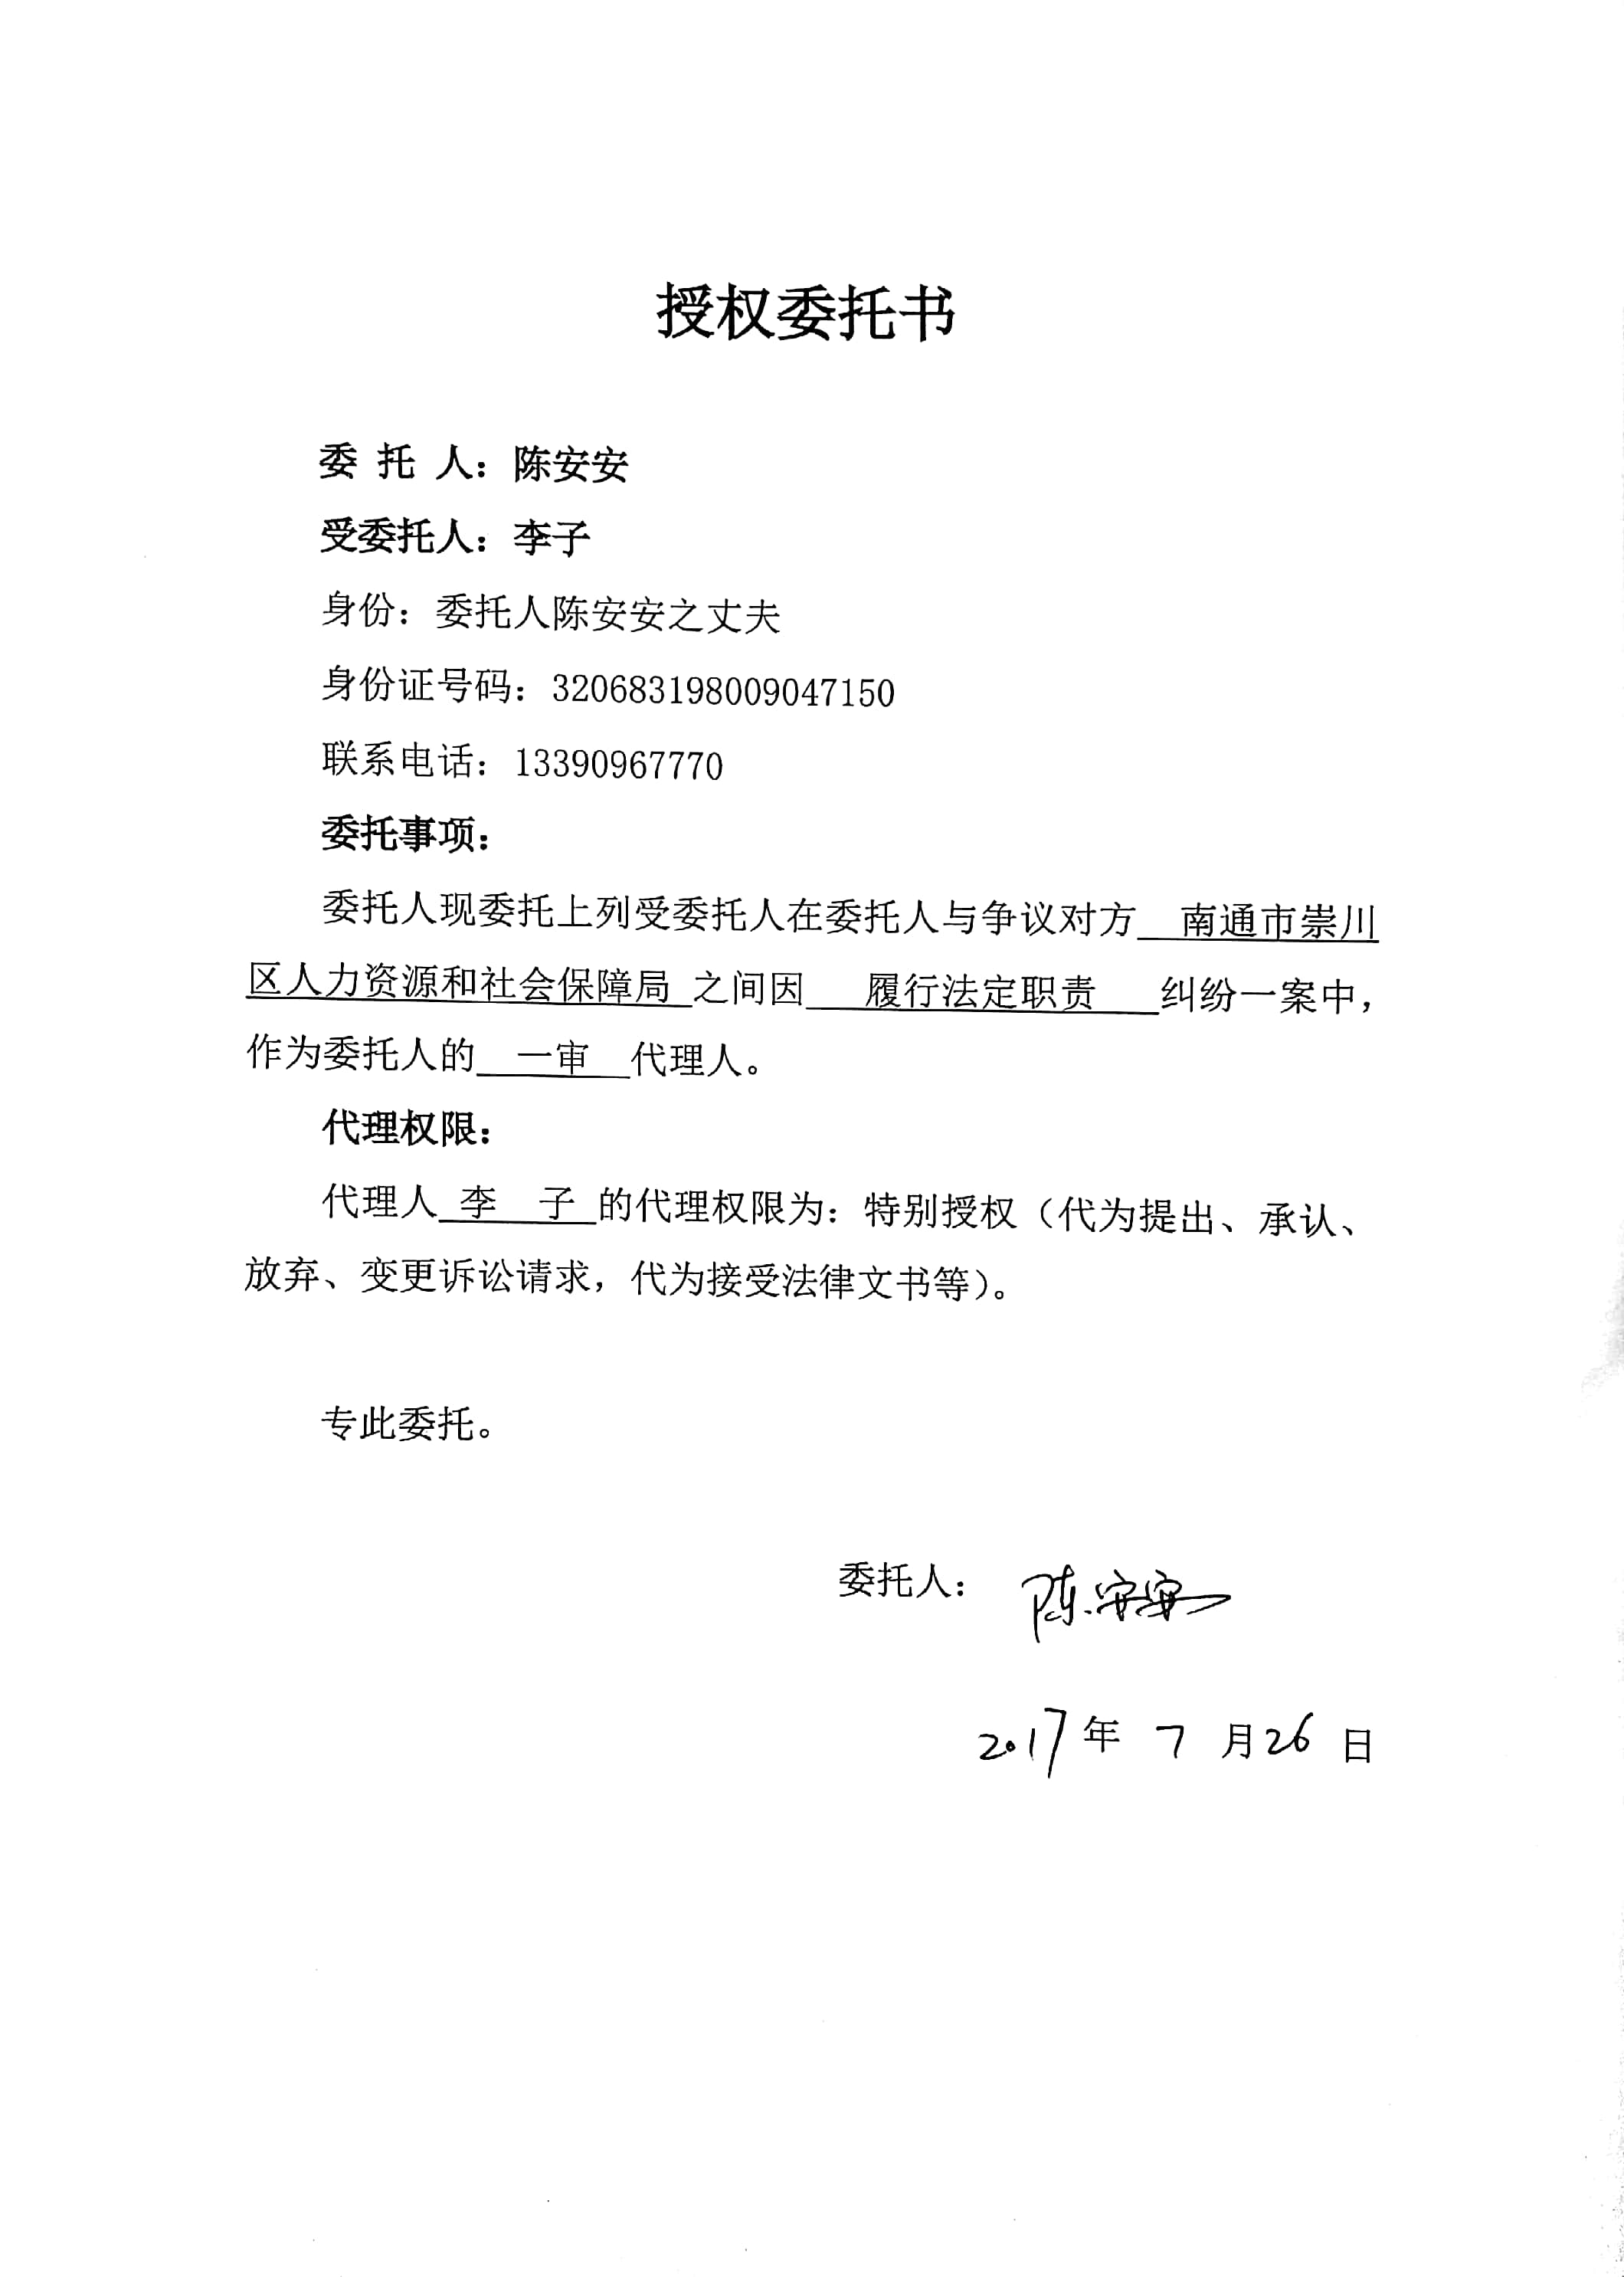 授权委托书
委 托 人：陈安安
受委托人：李子
身份：委托人陈安安之丈夫
身份证号码：320683198009047150
联系电话：13390967770
委托事项：
委托人现委托上列受委托人在委托人与争议对方 南通市崇川
区人力资源和社会保障局 之间因 履行法定职责 纠纷一案中，
作为委托人的 一审 代理人。
代理权限：
代理人 李 子 的代理权限为：特别授权（代为提出、承认、
放弃、变更诉讼请求，代为接受法律文书等）。
专此委托。
委托人： 陈安安
2017年 7 月26 日